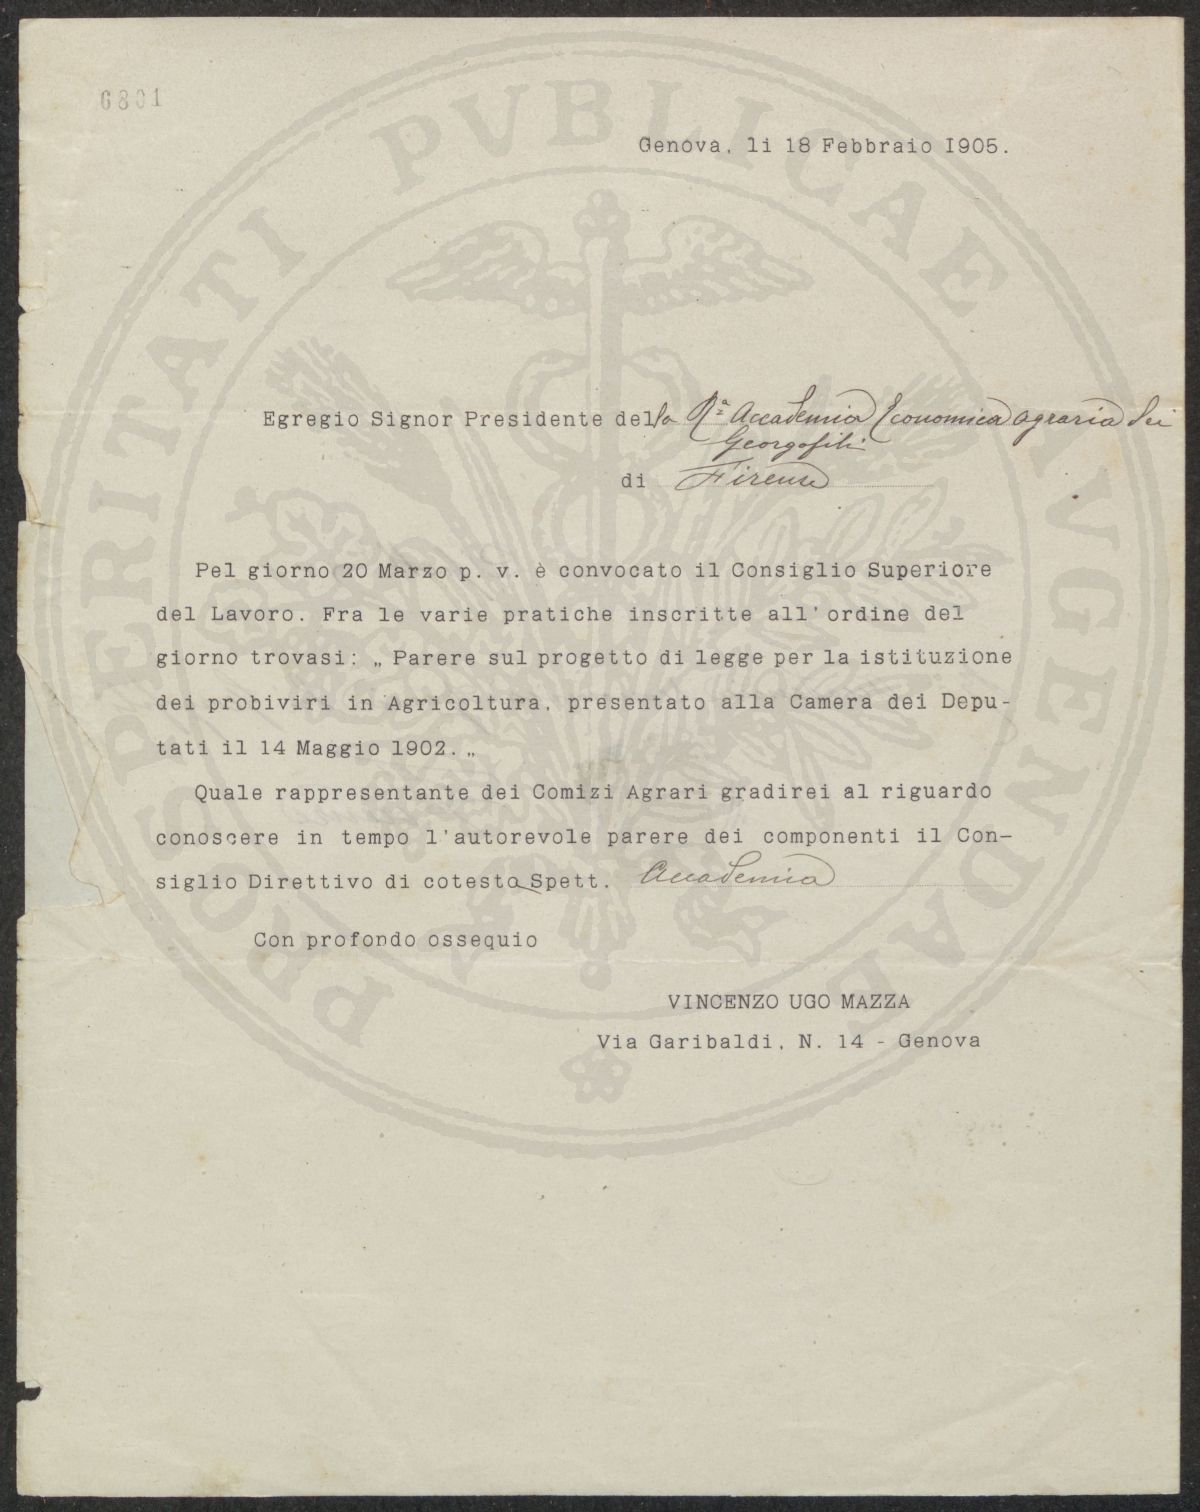 6801
Genova, li 18 Febbraio 1905.
Egregio Signor Presidente della Rª Accademia Economica agraria dei
Georgofili
di Firenze
Pel giorno 20 Marzo p. v. è convocato il Consiglio Superiore
del Lavoro. Fra le varie pratiche inscritte all'ordine del
giorno trovasi: „ Parere sul progetto di legge per la istituzione
dei probiviri in Agricoltura, presentato alla Camera dei Depu-
tati il 14 Maggio 1902. „
Quale rappresentante dei Comizi Agrari gradirei al riguardo
conoscere in tempo l'autorevole parere dei componenti il Con-
siglio Direttivo di cotesta Spett. Accademia
Con profondo ossequio
VINCENZO UGO MAZZA
Via Garibaldi, N. 14 - Genova
PROSPERITATI PVBLICAE AVGENDAE